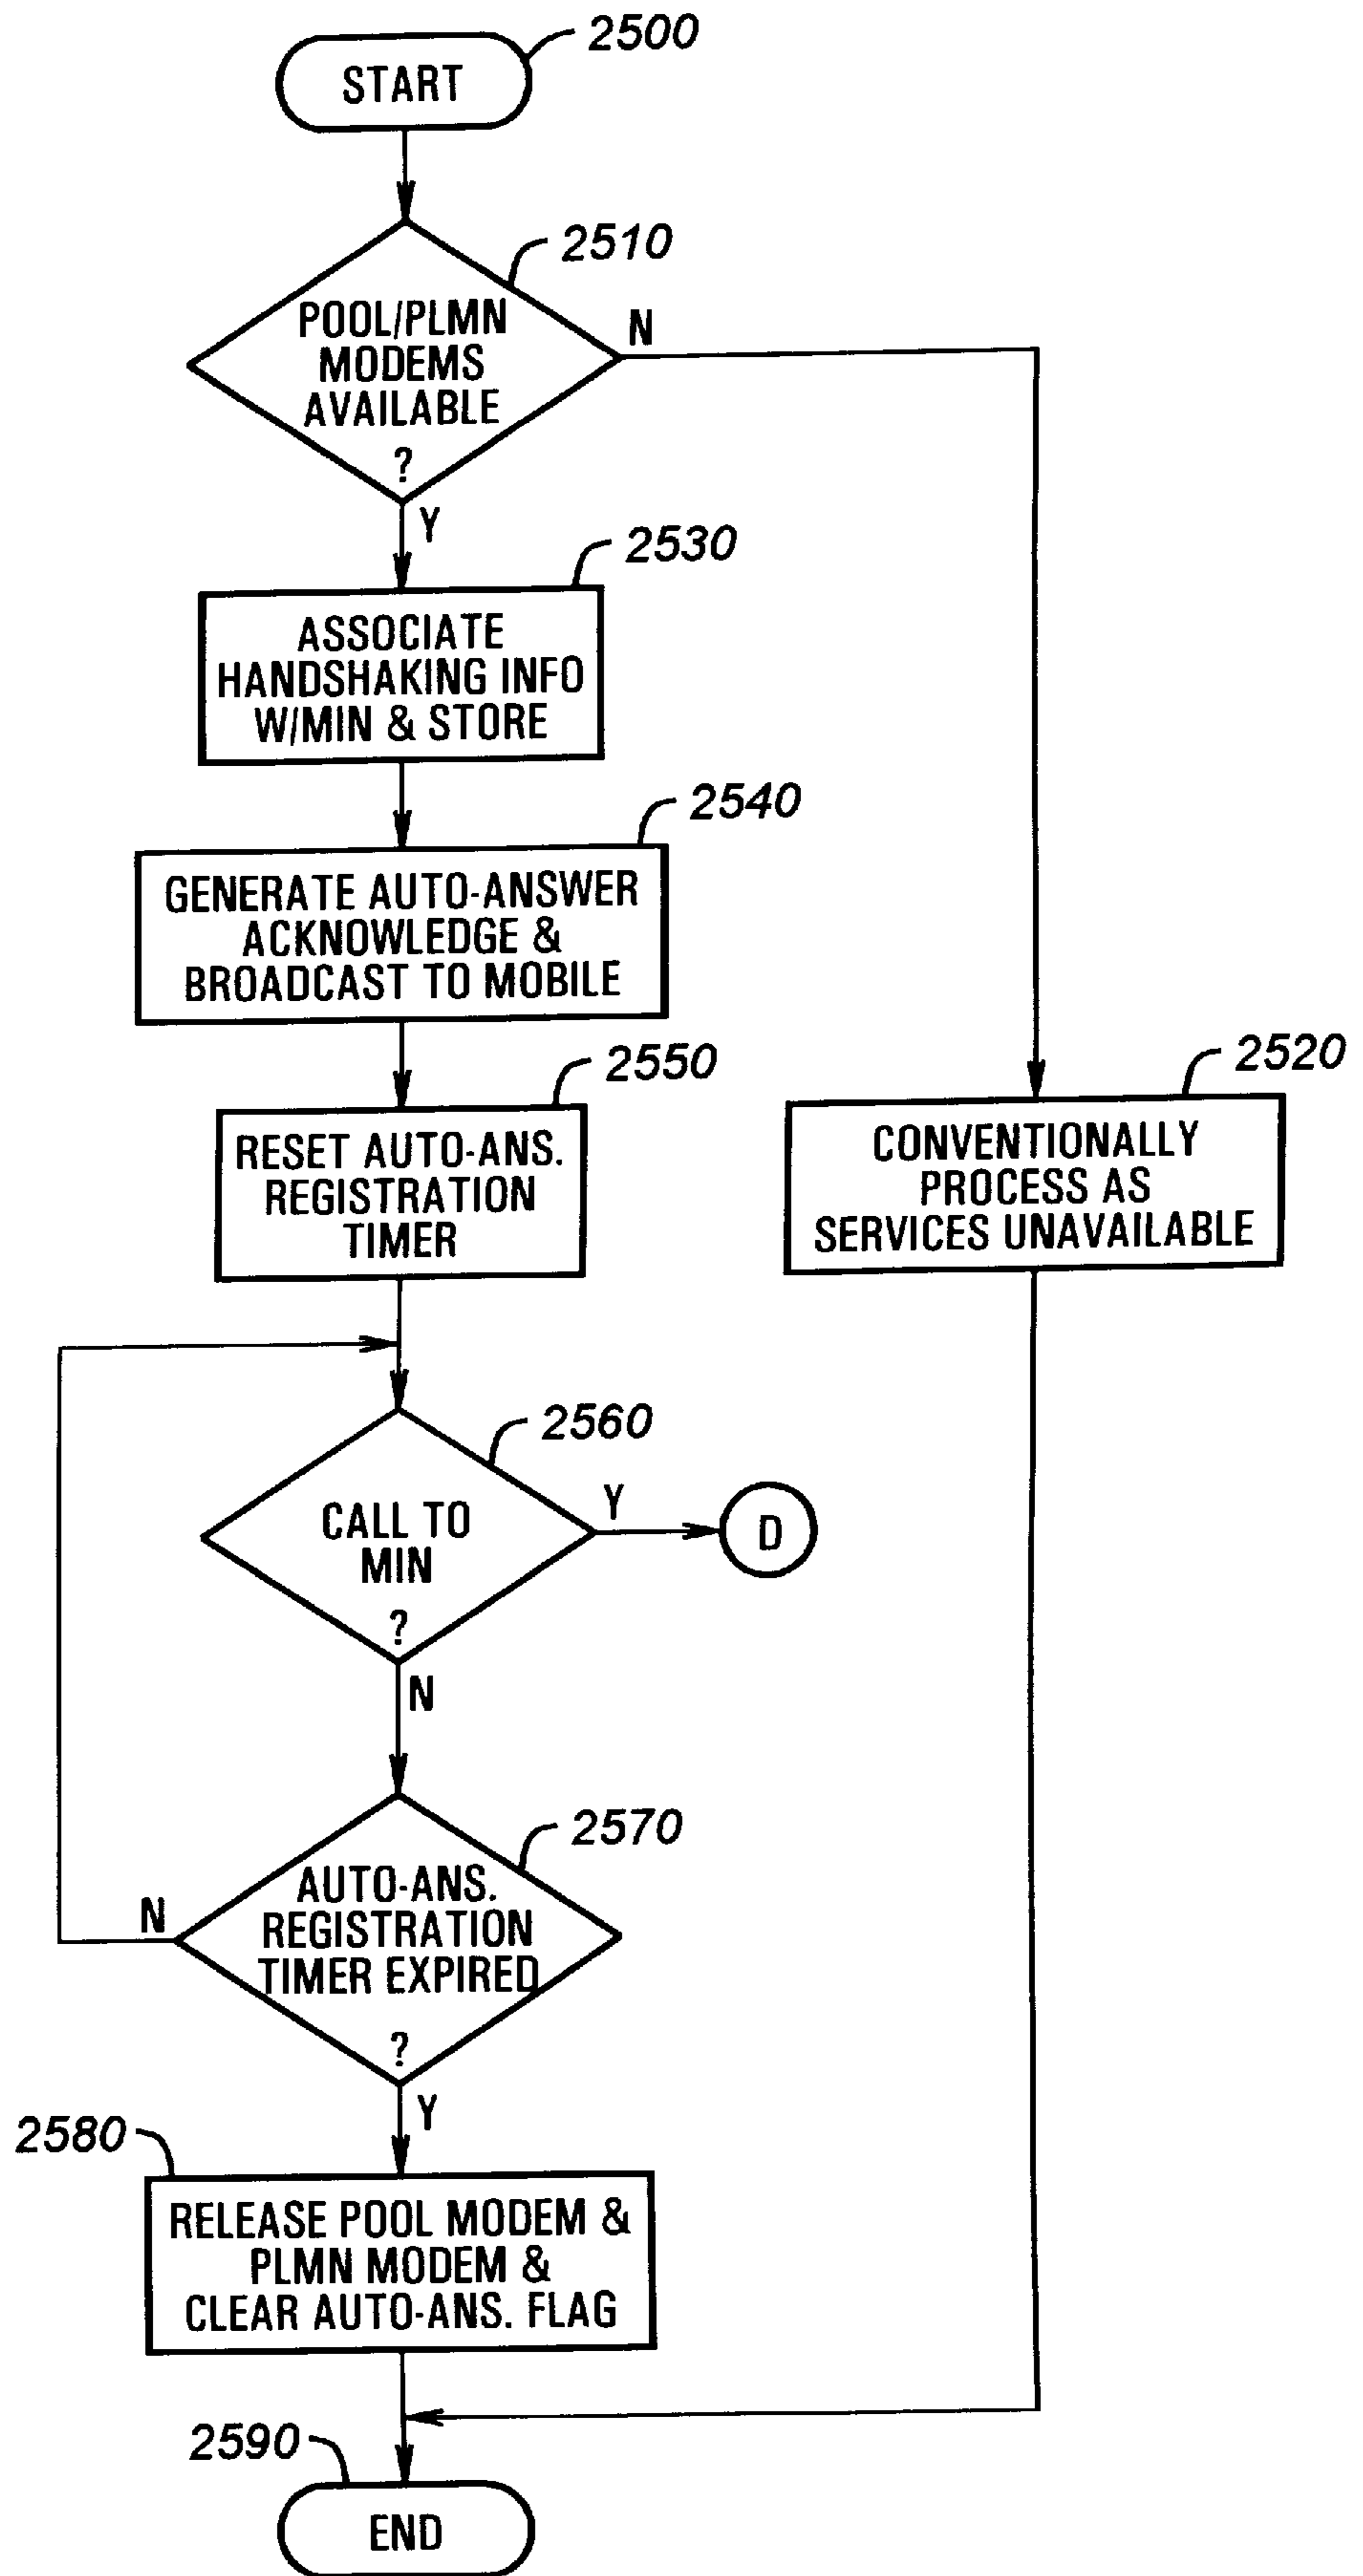 2500
START
2510
POOL/PLMN
MODEMS
AVAILABLE
?
N
Y
2530
ASSOCIATE
HANDSHAKING INFO
W/MIN & STORE
2540
GENERATE AUTO-ANSWER
ACKNOWLEDGE &
BROADCAST TO MOBILE
2550
RESET AUTO-ANS.
REGISTRATION
TIMER
2520
CONVENTIONALLY
PROCESS AS
SERVICES UNAVAILABLE
2560
CALL TO
MIN
?
Y
D
N
2570
AUTO-ANS.
REGISTRATION
TIMER EXPIRED
?
N
Y
2580
RELEASE POOL MODEM &
PLMN MODEM &
CLEAR AUTO-ANS. FLAG
2590
END